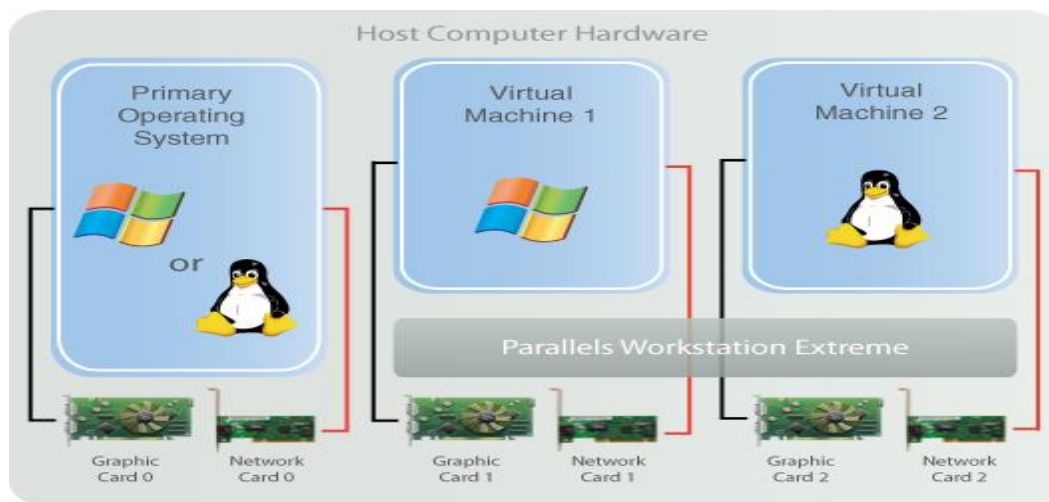 Host Computer Hardware
Primary
Operating
System
or
Virtual
Machine 1
Virtual
Machine 2
Parallels Workstation Extreme
Graphic
Card 0
Network
Card 0
Graphic
Card 1
Network
Card 1
Graphic
Card 2
Network
Card 2